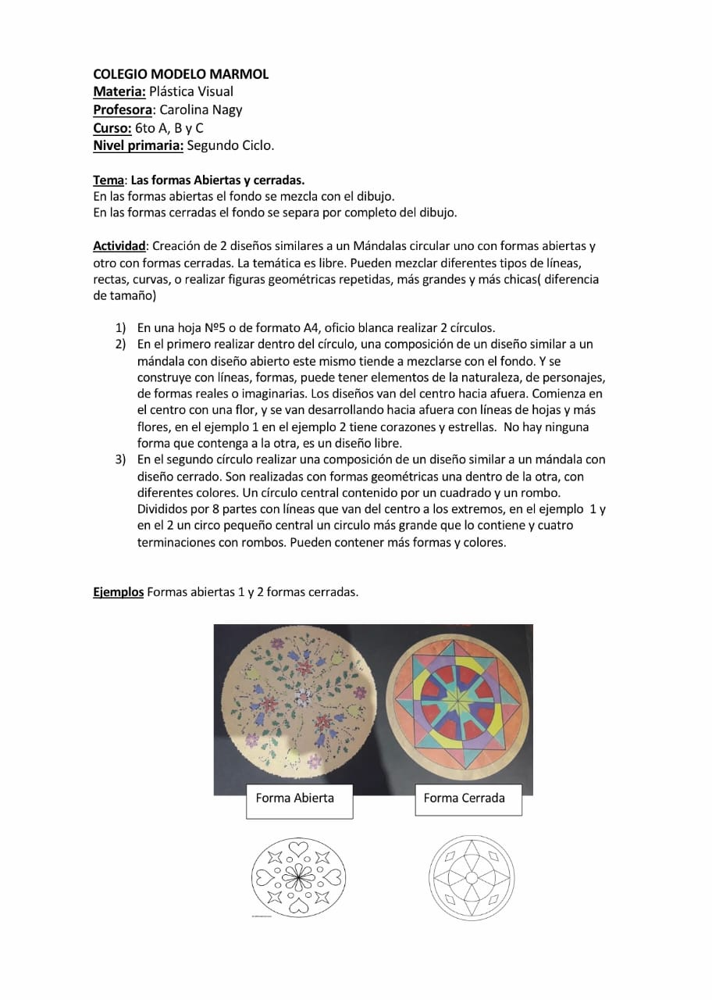 COLEGIO MODELO MARMOL
Materia: Plástica Visual
Profesora: Carolina Nagy
Curso: 6to A, B y C
Nivel primaria: Segundo Ciclo.
Tema: Las formas Abiertas y cerradas.
En las formas abiertas el fondo se mezcla con el dibujo.
En las formas cerradas el fondo se separa por completo del dibujo.
Actividad: Creación de 2 diseños similares a un Mándalas circular uno con formas abiertas y
otro con formas cerradas. La temática es libre. Pueden mezclar diferentes tipos de líneas,
rectas, curvas, o realizar figuras geométricas repetidas, más grandes y más chicas( diferencia
de tamaño)
1) En una hoja Nº5 o de formato A4, oficio blanca realizar 2 círculos.
2) En el primero realizar dentro del círculo, una composición de un diseño similar a un
mándala con diseño abierto este mismo tiende a mezclarse con el fondo. Y se
construye con líneas, formas, puede tener elementos de la naturaleza, de personajes,
de formas reales o imaginarias. Los diseños van del centro hacia afuera. Comienza en
el centro con una flor, y se van desarrollando hacia afuera con líneas de hojas y más
flores, en el ejemplo 1 en el ejemplo 2 tiene corazones y estrellas. No hay ninguna
forma que contenga a la otra, es un diseño libre.
3) En el segundo círculo realizar una composición de un diseño similar a un mándala con
diseño cerrado. Son realizadas con formas geométricas una dentro de la otra, con
diferentes colores. Un círculo central contenido por un cuadrado y un rombo.
Divididos por 8 partes con líneas que van del centro a los extremos, en el ejemplo 1 y
en el 2 un circo pequeño central un circulo más grande que lo contiene y cuatro
terminaciones con rombos. Pueden contener más formas y colores.
Ejemplos Formas abiertas 1 y 2 formas cerradas.
Forma Abierta
Forma Cerrada